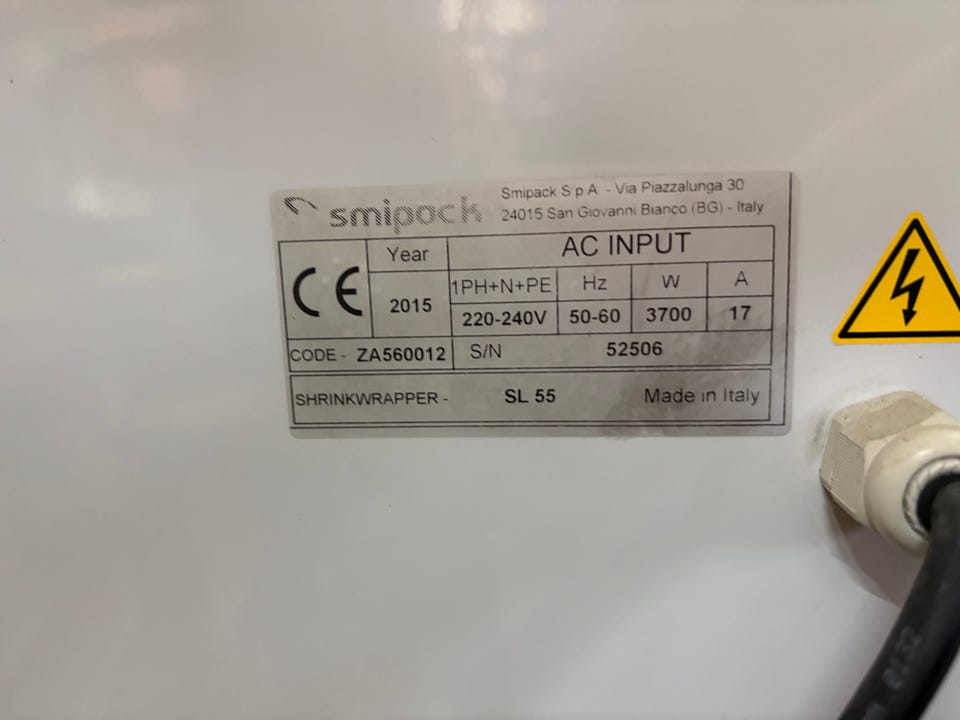 smipack
Smipack S p A - Via Piazzalunga 30
24015 San Giovanni Bianco (BG) - Italy
CE
Year
AC INPUT
1PH+N+PE Hz W A
2015
220-240V 50-60 3700 17
CODE - ZA560012 S/N 52506
SHRINKWRAPPER - SL 55 Made in Italy